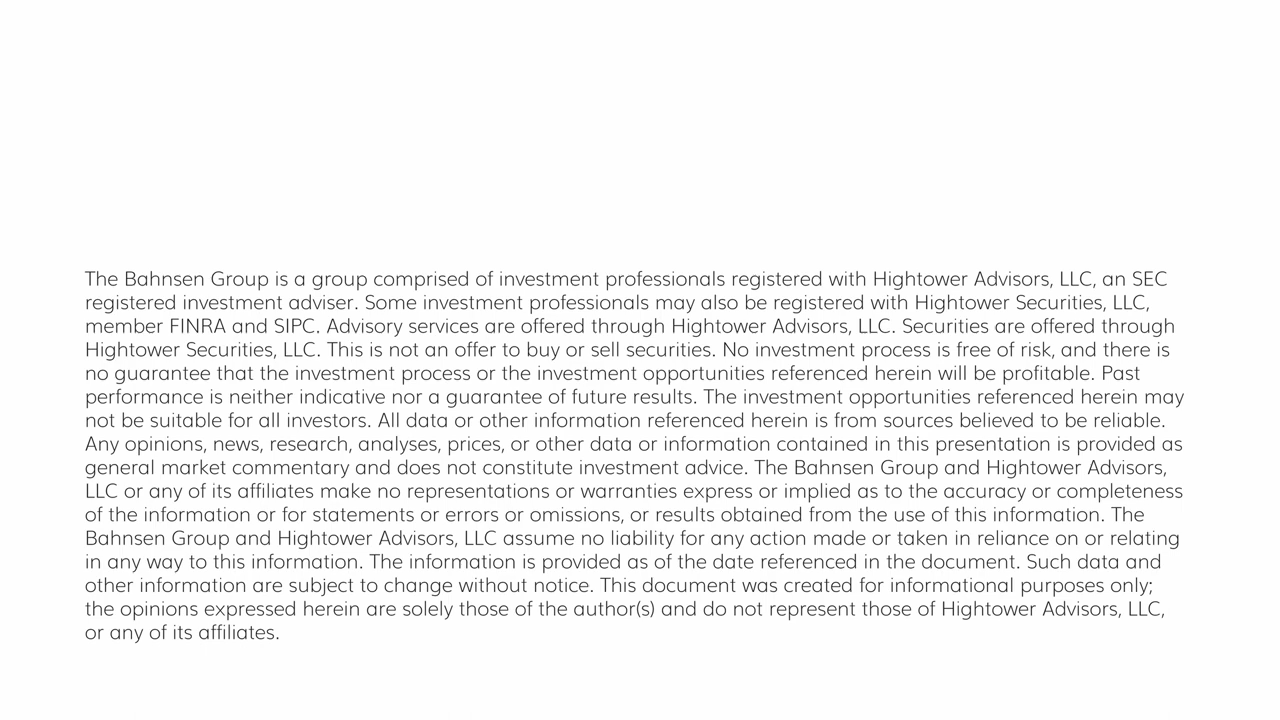 The Bahnsen Group is a group comprised of investment professionals registered with Hightower Advisors, LLC, an SEC
registered investment adviser. Some investment professionals may also be registered with Hightower Securities, LLC,
member FINRA and SIPC. Advisory services are offered through Hightower Advisors, LLC. Securities are offered through
Hightower Securities, LLC. This is not an offer to buy or sell securities. No investment process is free of risk, and there is
no guarantee that the investment process or the investment opportunities referenced herein will be profitable. Past
performance is neither indicative nor a guarantee of future results. The investment opportunities referenced herein may
not be suitable for all investors. All data or other information referenced herein is from sources believed to be reliable.
Any opinions, news, research, analyses, prices, or other data or information contained in this presentation is provided as
general market commentary and does not constitute investment advice. The Bahnsen Group and Hightower Advisors,
LLC or any of its affiliates make no representations or warranties express or implied as to the accuracy or completeness
of the information or for statements or errors or omissions, or results obtained from the use of this information. The
Bahnsen Group and Hightower Advisors, LLC assume no liability for any action made or taken in reliance on or relating
in any way to this information. The information is provided as of the date referenced in the document. Such data and
other information are subject to change without notice. This document was created for informational purposes only;
the opinions expressed herein are solely those of the author(s) and do not represent those of Hightower Advisors, LLC,
or any of its affiliates.